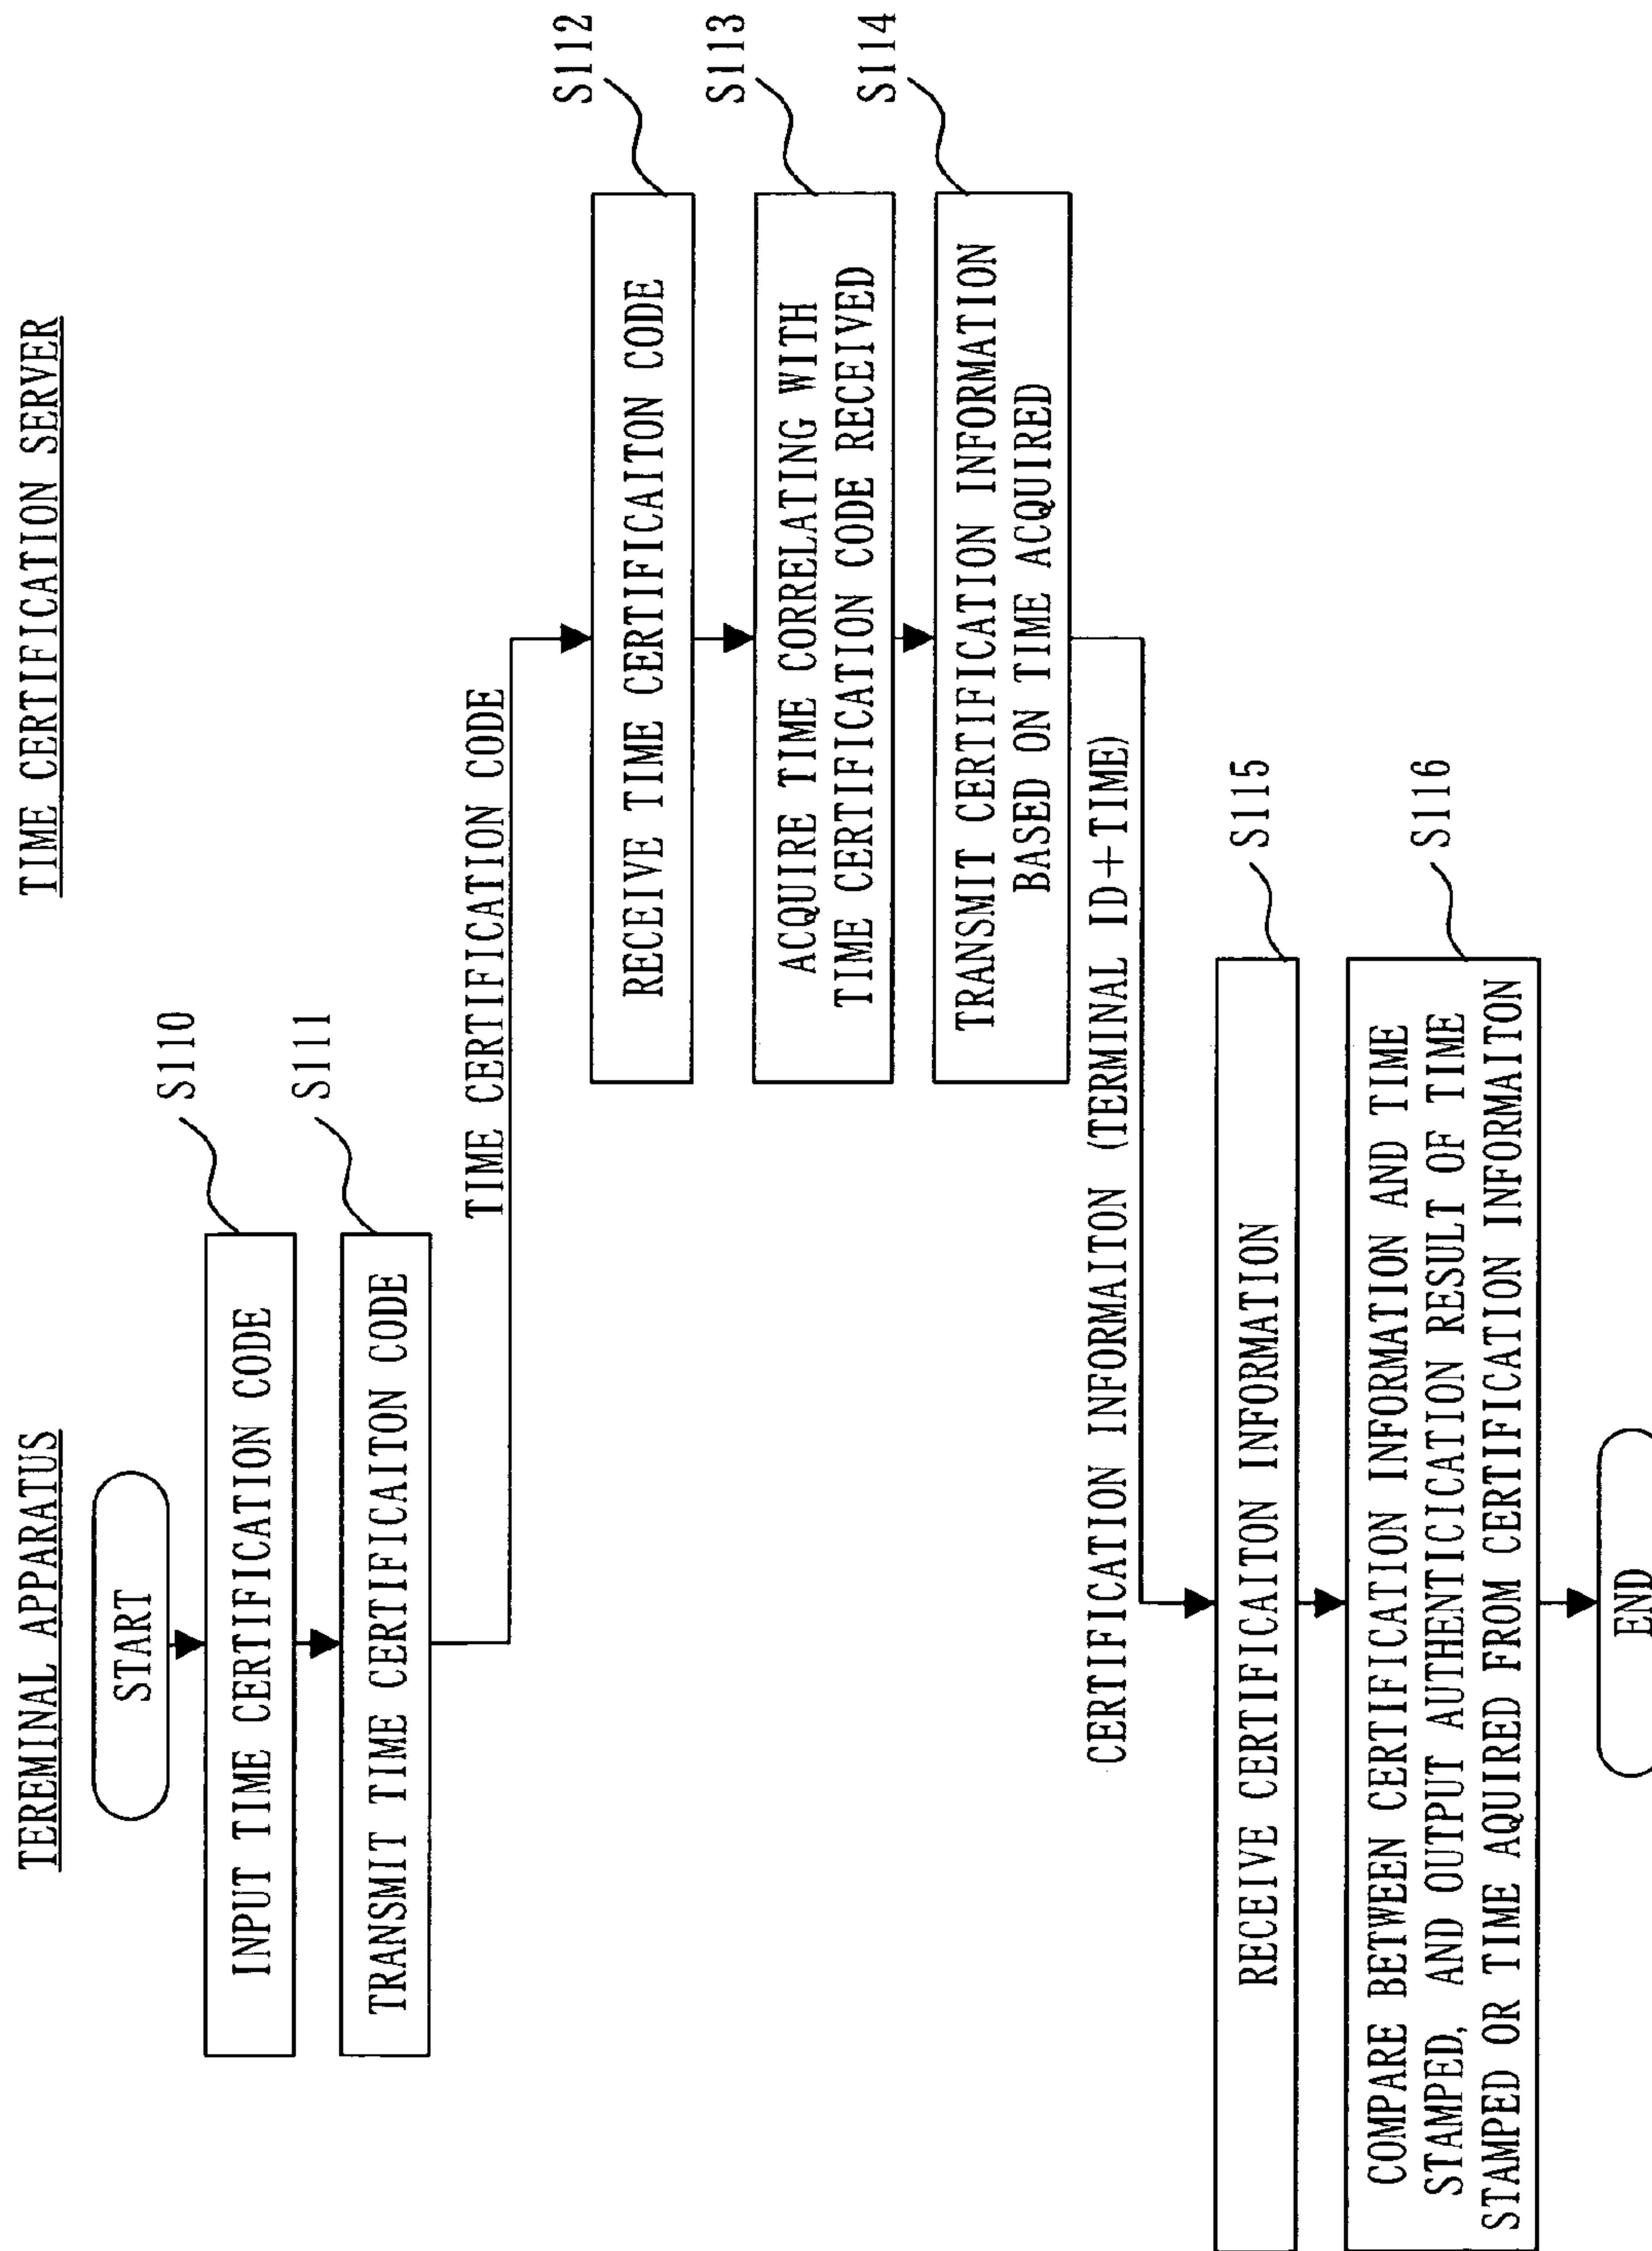 TEREMINAL APPARATUS
TIME CERTIFICATION SERVER
START
S110
INPUT TIME CERTIFICATION CODE
S111
TRANSMIT TIME CERTIFICAITON CODE
TIME CERTIFICATION CODE
S112
RECEIVE TIME CERTIFICAITON CODE
S113
ACQUIRE TIME CORRELATING WITH
TIME CERTIFICATION CODE RECEIVED
S114
TRANSMIT CERTIFICATION INFORMATION
BASED ON TIME ACQUIRED
CERTIFICATION INFORMAITON (TERMINAL ID+TIME)
S115
RECEIVE CERTIFICAITON INFORMATION
S116
COMPARE BETWEEN CERTIFICATION INFORMATION AND TIME
STAMPED, AND OUTPUT AUTHENTICICATION RESULT OF TIME
STAMPED OR TIME AQUIRED FROM CERTIFICATION INFORMAITON
END